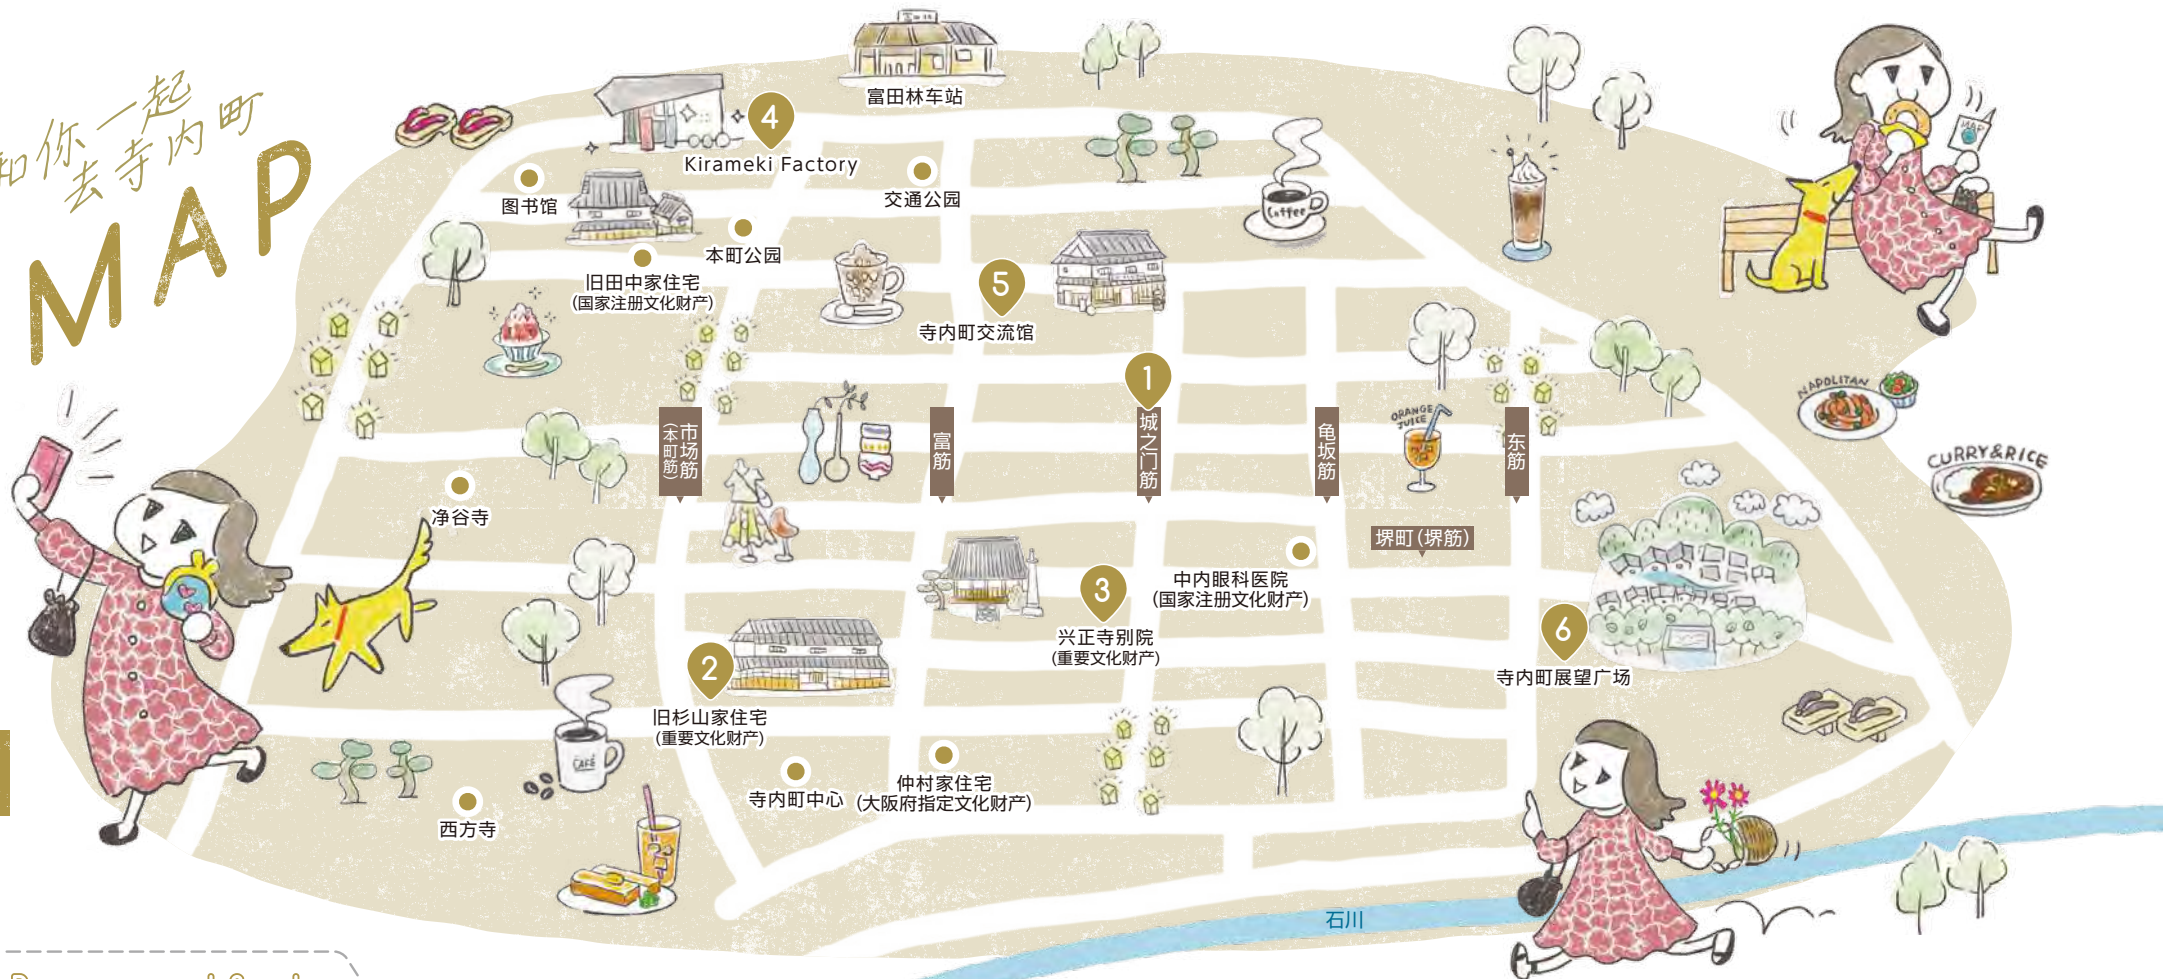 和你一起
去寺内町
MAP
富田林车站
4
Kirameki Factory
图书馆
交通公园
本町公园
旧田中家住宅
(国家注册文化财产)
5
寺内町交流馆
Coffee
MAP
1
市场筋
(本町筋)
富筋
城之门筋
龟坂筋
东筋
ORANGE
JUICE
NAPOLITAN
CURRY&RICE
净谷寺
堺町(堺筋)
中内眼科医院
(国家注册文化财产)
3
兴正寺别院
(重要文化财产)
6
寺内町展望广场
2
旧杉山家住宅
(重要文化财产)
CAFÉ
寺内町中心
仲村家住宅
(大阪府指定文化财产)
西方寺
石川